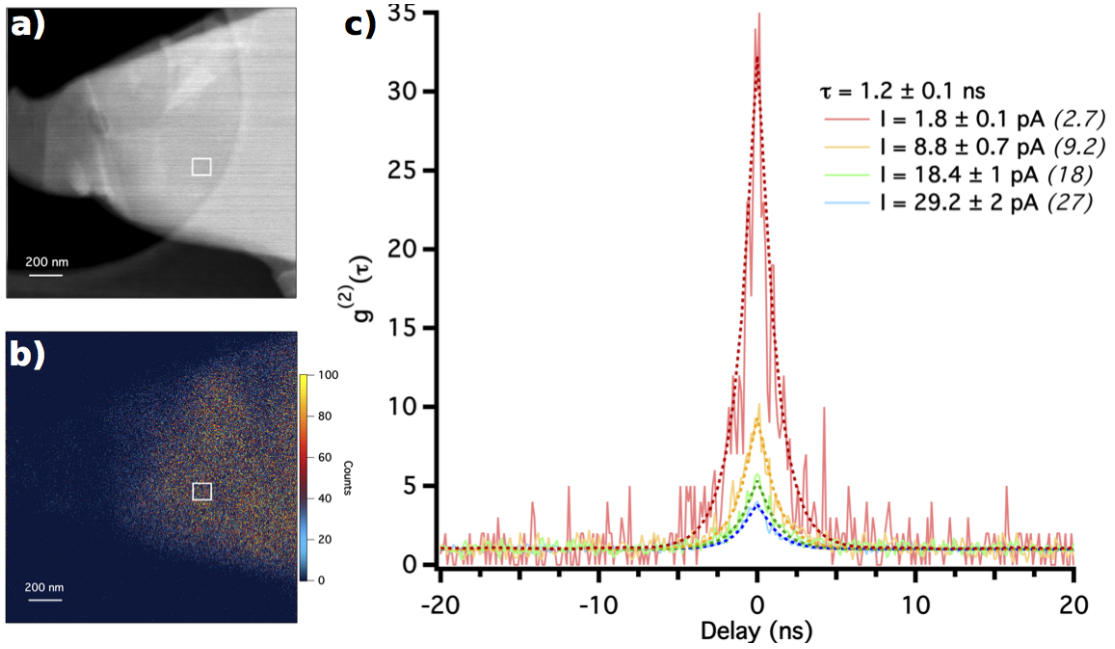 a)
200 nm
b)
100
80
60
40
20
0
Counts
200 nm
c)
35
30
25
20
15
10
5
0
g(2)(τ)
-20
-10
0
10
20
Delay (ns)
τ = 1.2 ± 0.1 ns
I = 1.8 ± 0.1 pA (2.7)
I = 8.8 ± 0.7 pA (9.2)
I = 18.4 ± 1 pA (18)
I = 29.2 ± 2 pA (27)